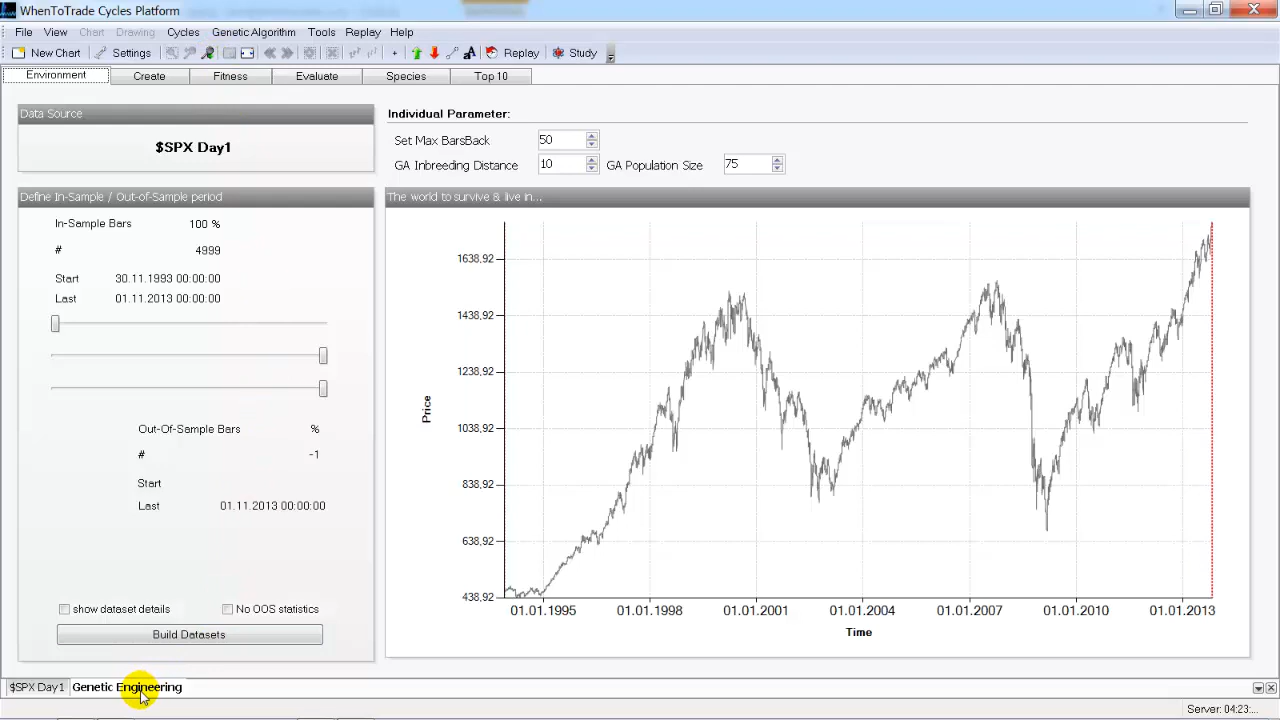 WhenToTrade Cycles Platform
File View Chart Drawing Cycles Genetic Algorithm Tools Replay Help
New Chart Settings Replay Study
Environment Create Fitness Evaluate Species Top 10
Data Source
$SPX Day1
Individual Parameter:
Set Max BarsBack 50
GA Inbreeding Distance 10 GA Population Size 75
Define In-Sample / Out-of-Sample period
In-Sample Bars 100 %
# 4999
Start 30.11.1993 00:00:00
Last 01.11.2013 00:00:00
Out-Of-Sample Bars %
# -1
Start
Last 01.11.2013 00:00:00
show dataset details No OOS statistics
Build Datasets
The world to survive & live in...
Price
1638,92
1438,92
1238,92
1038,92
838,92
638,92
438,92
01.01.1995 01.01.1998 01.01.2001 01.01.2004 01.01.2007 01.01.2010 01.01.2013
Time
$SPX Day1 Genetic Engineering
Server: 04:23:...